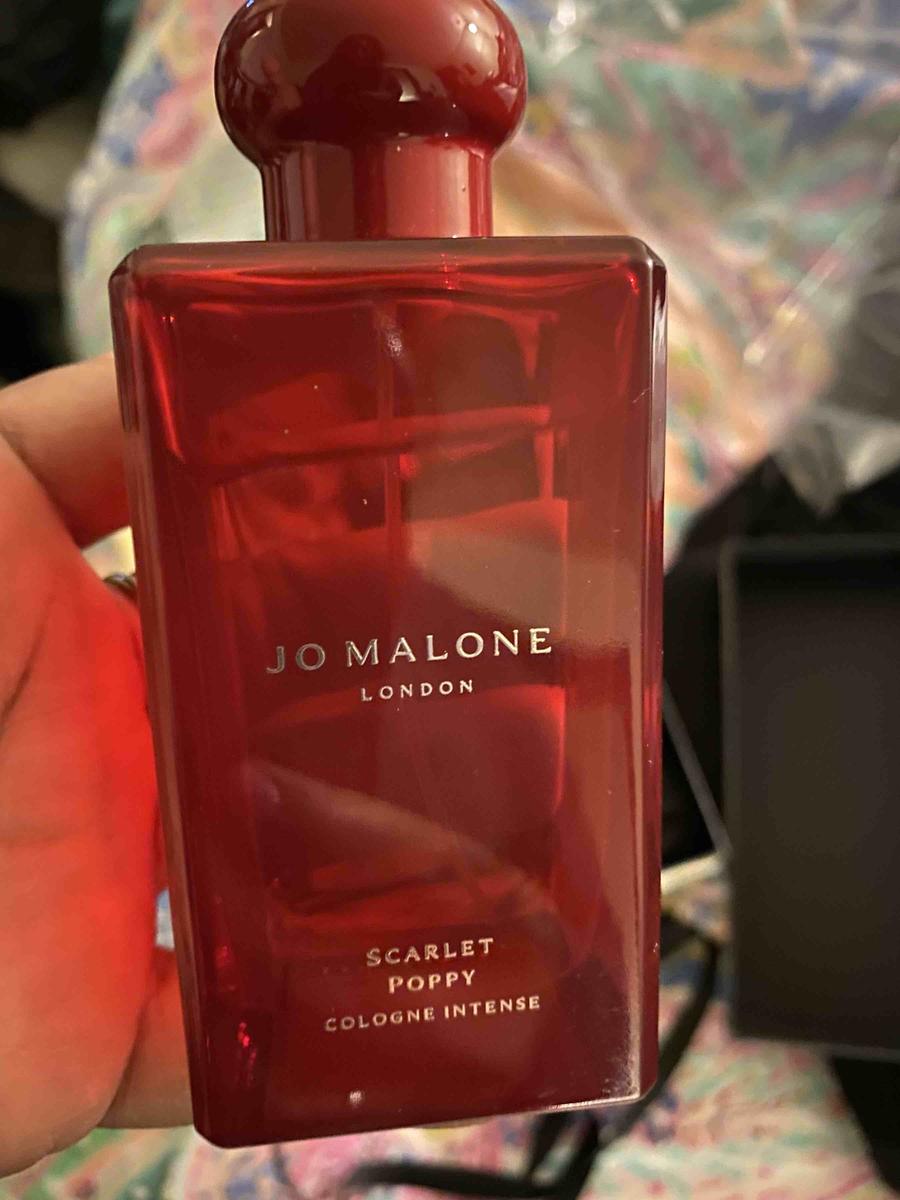 JO MALONE
LONDON
SCARLET
POPPY
COLOGNE INTENSE